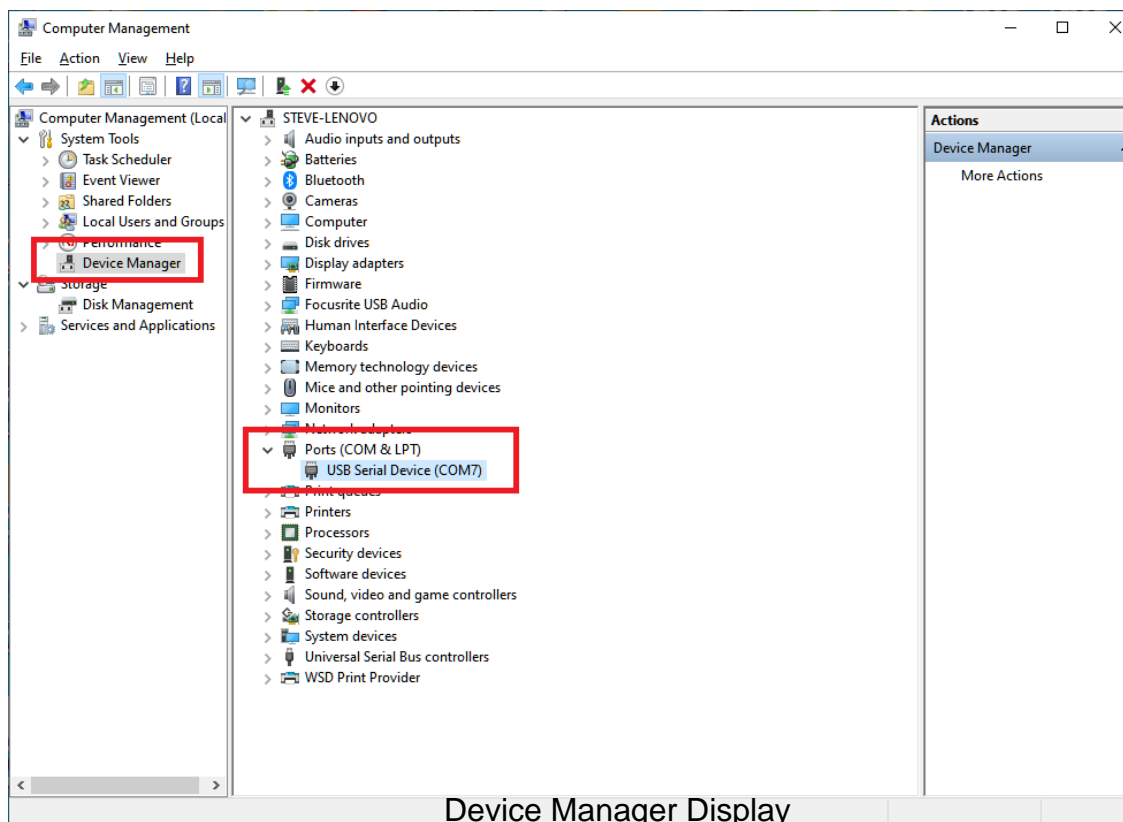 Computer Management
File Action View Help
Computer Management (Local
System Tools
Task Scheduler
Event Viewer
Shared Folders
Local Users and Groups
Performance
Device Manager
Storage
Disk Management
Services and Applications
STEVE-LENOVO
Audio inputs and outputs
Batteries
Bluetooth
Cameras
Computer
Disk drives
Display adapters
Firmware
Focusrite USB Audio
Human Interface Devices
Keyboards
Memory technology devices
Mice and other pointing devices
Monitors
Network adapters
Ports (COM & LPT)
USB Serial Device (COM7)
Print queues
Printers
Processors
Security devices
Software devices
Sound, video and game controllers
Storage controllers
System devices
Universal Serial Bus controllers
WSD Print Provider
Actions
Device Manager
More Actions
Device Manager Display